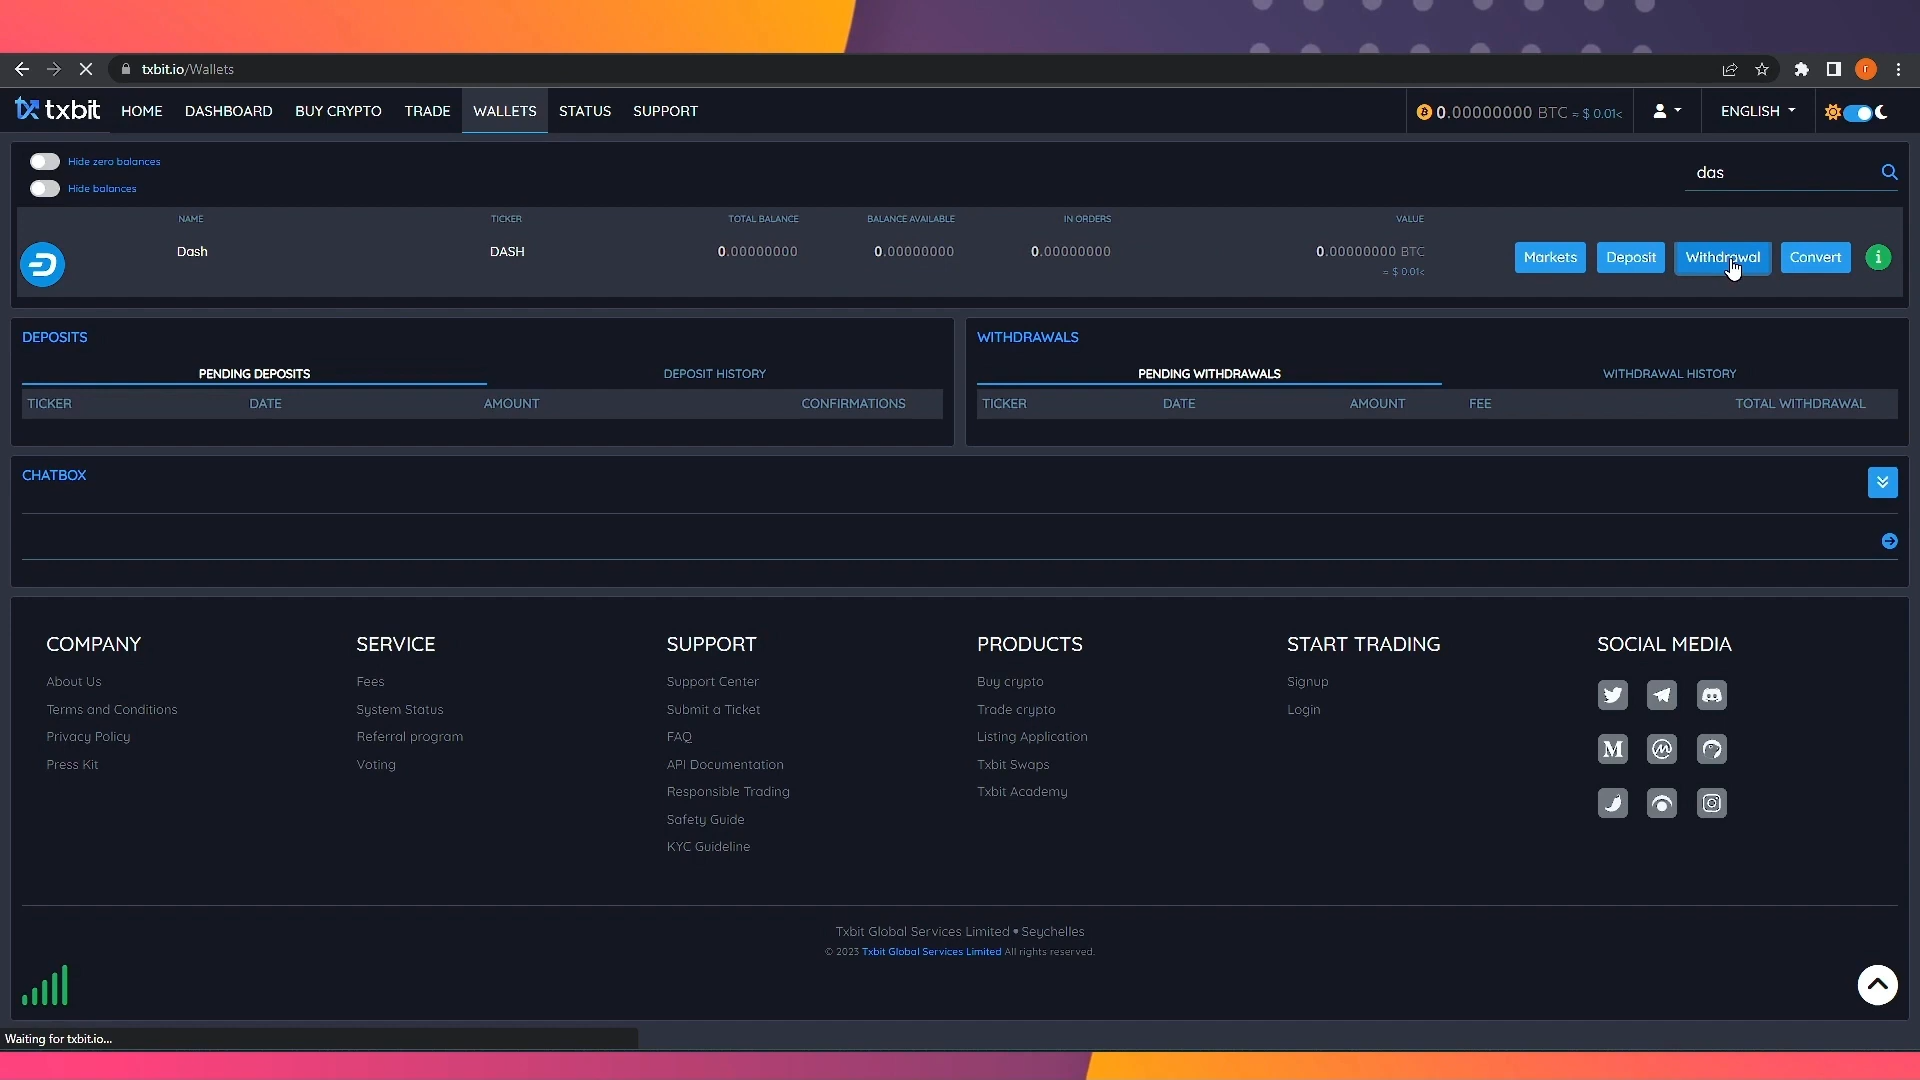 txbit.io/Wallets
txbit HOME DASHBOARD BUY CRYPTO TRADE WALLETS STATUS SUPPORT 0.00000000 BTC ≈ $ 0.01< ENGLISH
Hide zero balances
Hide balances
das
NAME TICKER TOTAL BALANCE BALANCE AVAILABLE IN ORDERS VALUE
Dash DASH 0.00000000 0.00000000 0.00000000 0.00000000 BTC
≈ $ 0.01<
Markets Deposit Withdrawal Convert
DEPOSITS
PENDING DEPOSITS DEPOSIT HISTORY
TICKER DATE AMOUNT CONFIRMATIONS
WITHDRAWALS
PENDING WITHDRAWALS WITHDRAWAL HISTORY
TICKER DATE AMOUNT FEE TOTAL WITHDRAWAL
CHATBOX
COMPANY
About Us
Terms and Conditions
Privacy Policy
Press Kit
SERVICE
Fees
System Status
Referral program
Voting
SUPPORT
Support Center
Submit a Ticket
FAQ
API Documentation
Responsible Trading
Safety Guide
KYC Guideline
PRODUCTS
Buy crypto
Trade crypto
Listing Application
Txbit Swaps
Txbit Academy
START TRADING
Signup
Login
SOCIAL MEDIA
Txbit Global Services Limited • Seychelles
© 2023 Txbit Global Services Limited All rights reserved.
Waiting for txbit.io...